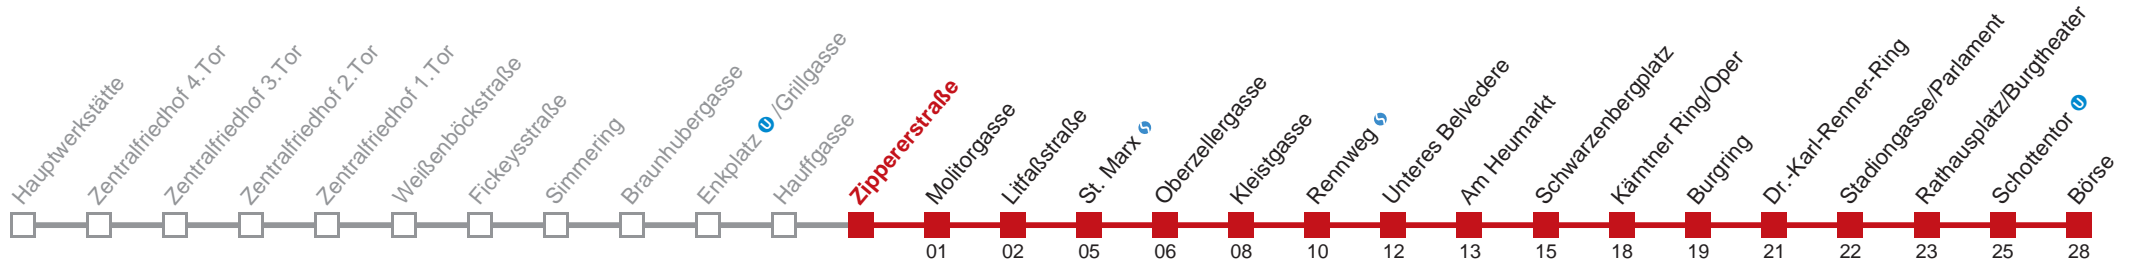 Hauptwerkstätte
Zentralfriedhof 4.Tor
Zentralfriedhof 3.Tor
Zentralfriedhof 2.Tor
Zentralfriedhof 1.Tor
Weißenböckstraße
Fickeysstraße
Simmering
Braunhubergasse
Enkplatz U /Grillgasse
Hauffgasse
Zippererstraße
Molitorgasse
Litfaßstraße
St. Marx S
Oberzellergasse
Kleistgasse
Rennweg S
Unteres Belvedere
Am Heumarkt
Schwarzenbergplatz
Kärntner Ring/Oper
Burgring
Dr.-Karl-Renner-Ring
Stadiongasse/Parlament
Rathausplatz/Burgtheater
Schottentor U
Börse
01 02 05 06 08 10 12 13 15 18 19 21 22 23 25 28